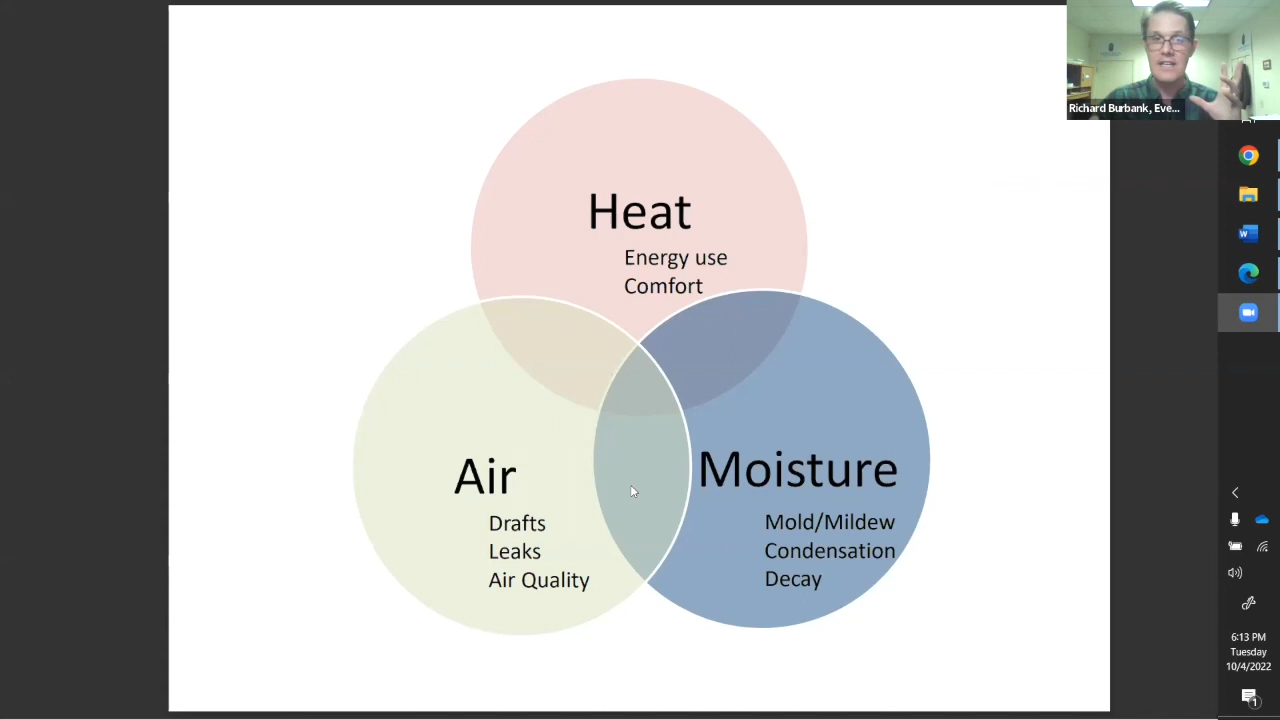 Heat
Energy use
Comfort
Air
Drafts
Leaks
Air Quality
Moisture
Mold/Mildew
Condensation
Decay
Richard Burbank, Eve...
6:13 PM
Tuesday
10/4/2022
1